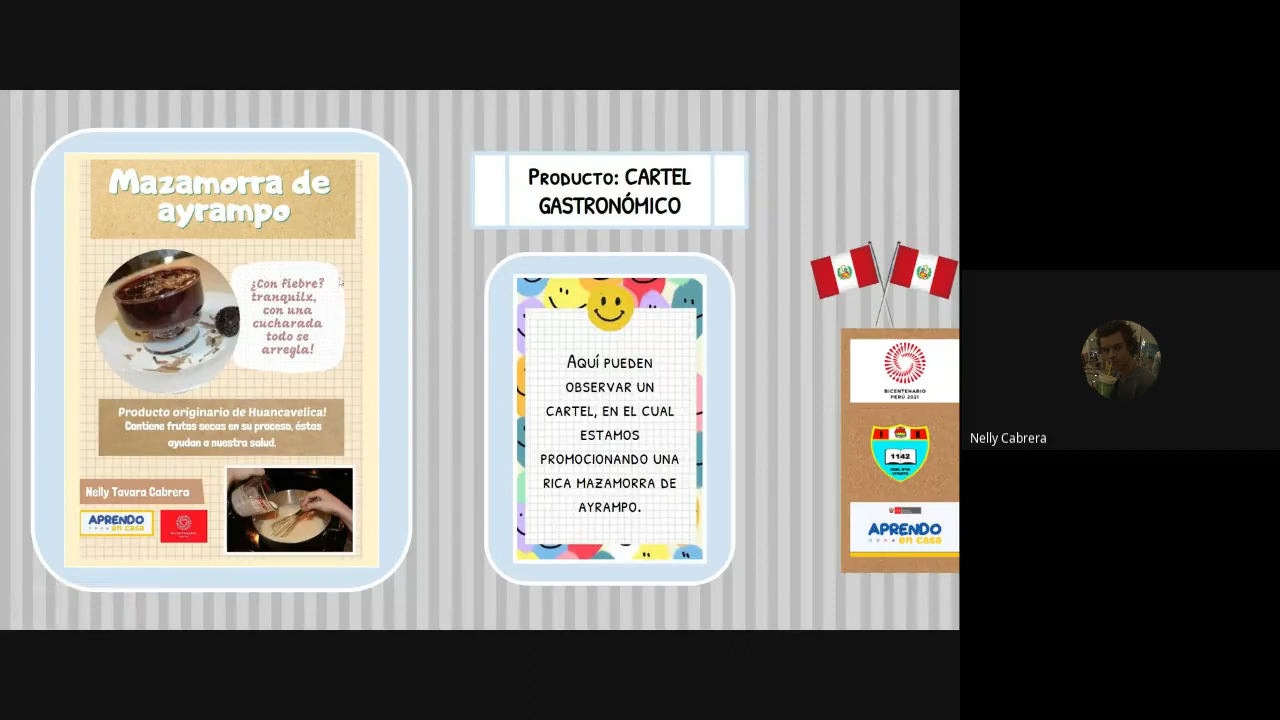 Mazamorra de
ayrampo
¿Con fiebre?
tranquilx,
con una
cucharada
todo se
arregla!
Producto originario de Huancavelica!
Contiene frutas secas en su proceso, éstas
ayudan a nuestra salud.
Nelly Tavara Cabrera
APRENDO
en casa
Producto: CARTEL
GASTRONÓMICO
Aquí pueden
observar un
cartel, en el cual
estamos
promocionando una
rica mazamorra de
ayrampo.
BICENTENARIO
PERÚ 2021
1142
APRENDO
en casa
Nelly Cabrera